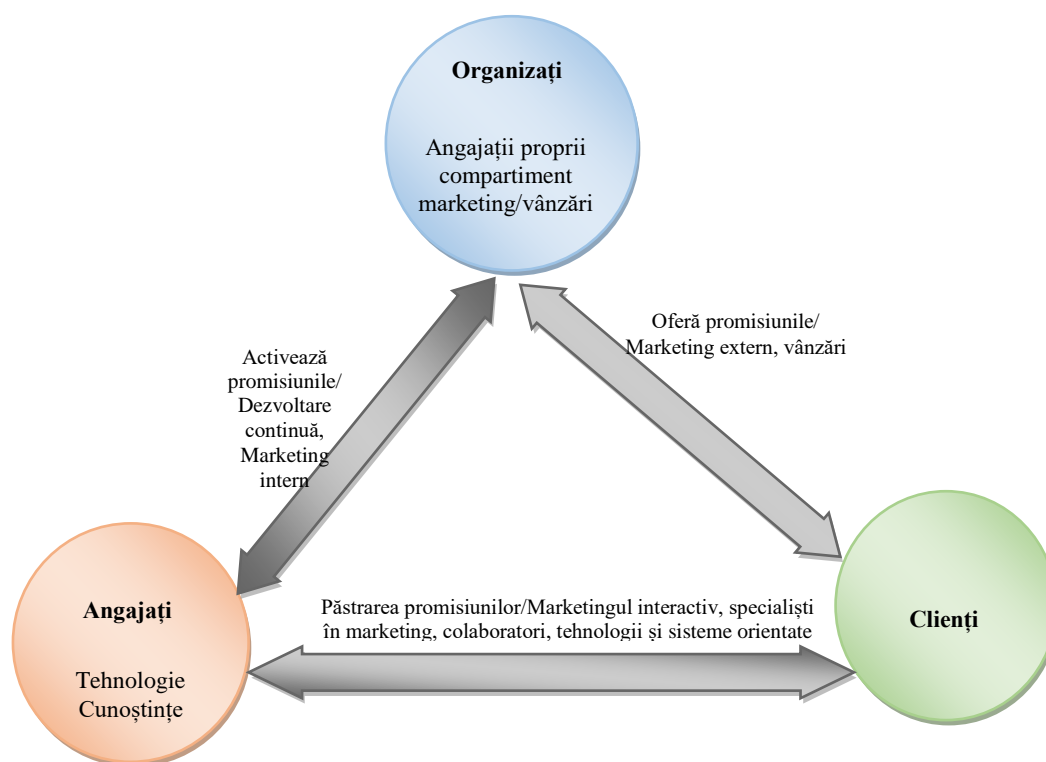 Organizați
Angajații proprii
compartiment
marketing/vânzări
Oferă promisiunile/
Marketing extern, vânzări
Activează
promisiunile/
Dezvoltare
continuă,
Marketing
intern
Angajați
Tehnologie
Cunoștințe
Păstrarea promisiunilor/Marketingul interactiv, specialiști
în marketing, colaboratori, tehnologii și sisteme orientate
Clienți